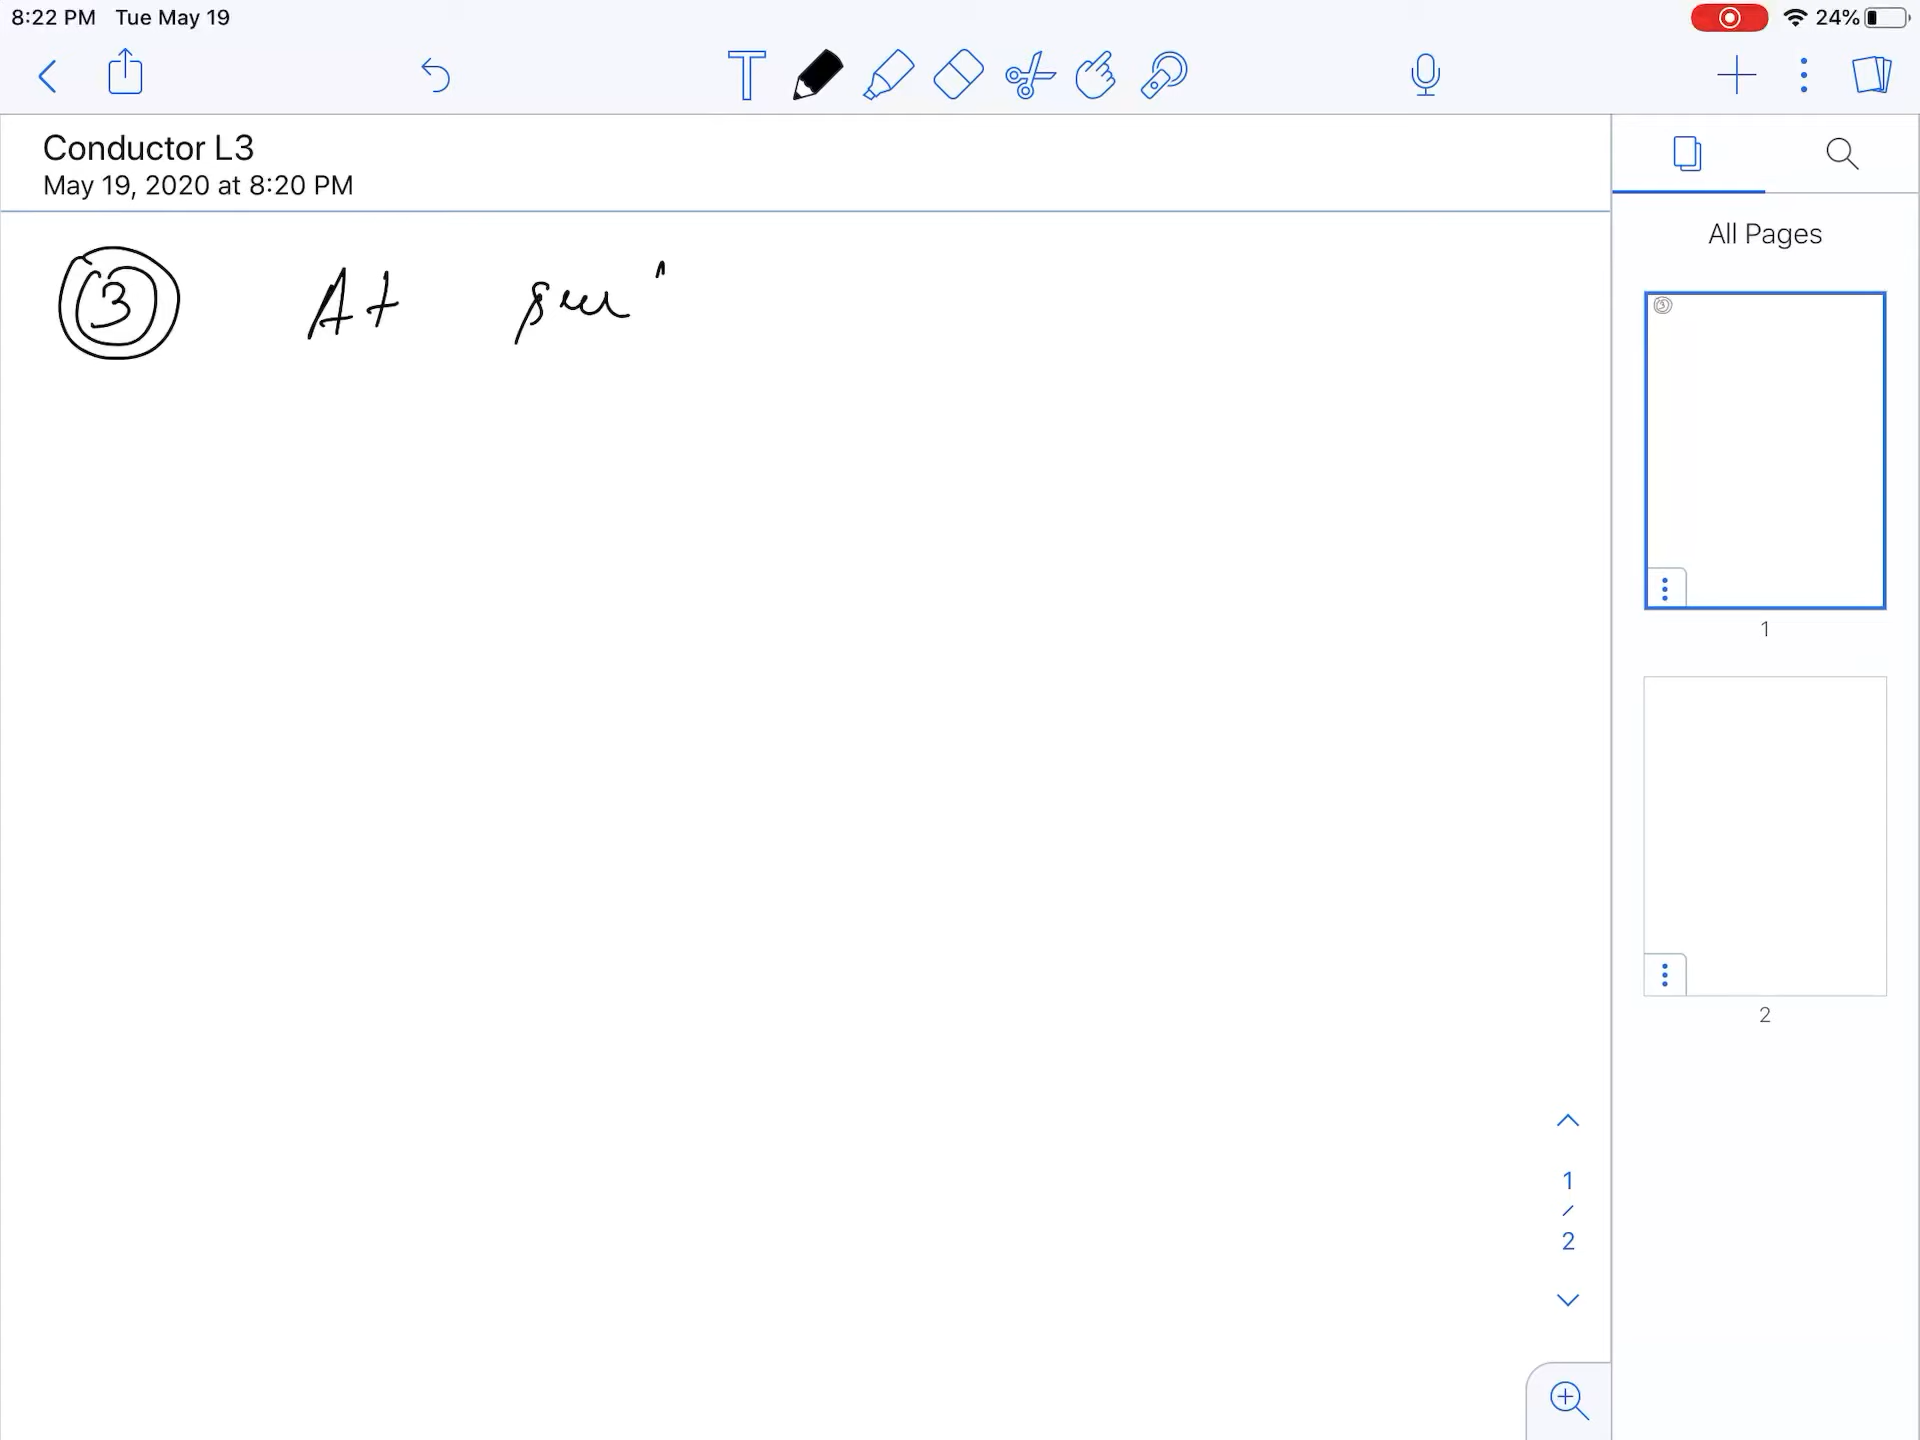 8:22 PM Tue May 19
24%
Conductor L3
May 19, 2020 at 8:20 PM
All Pages
3 At
1
2
1
/
2